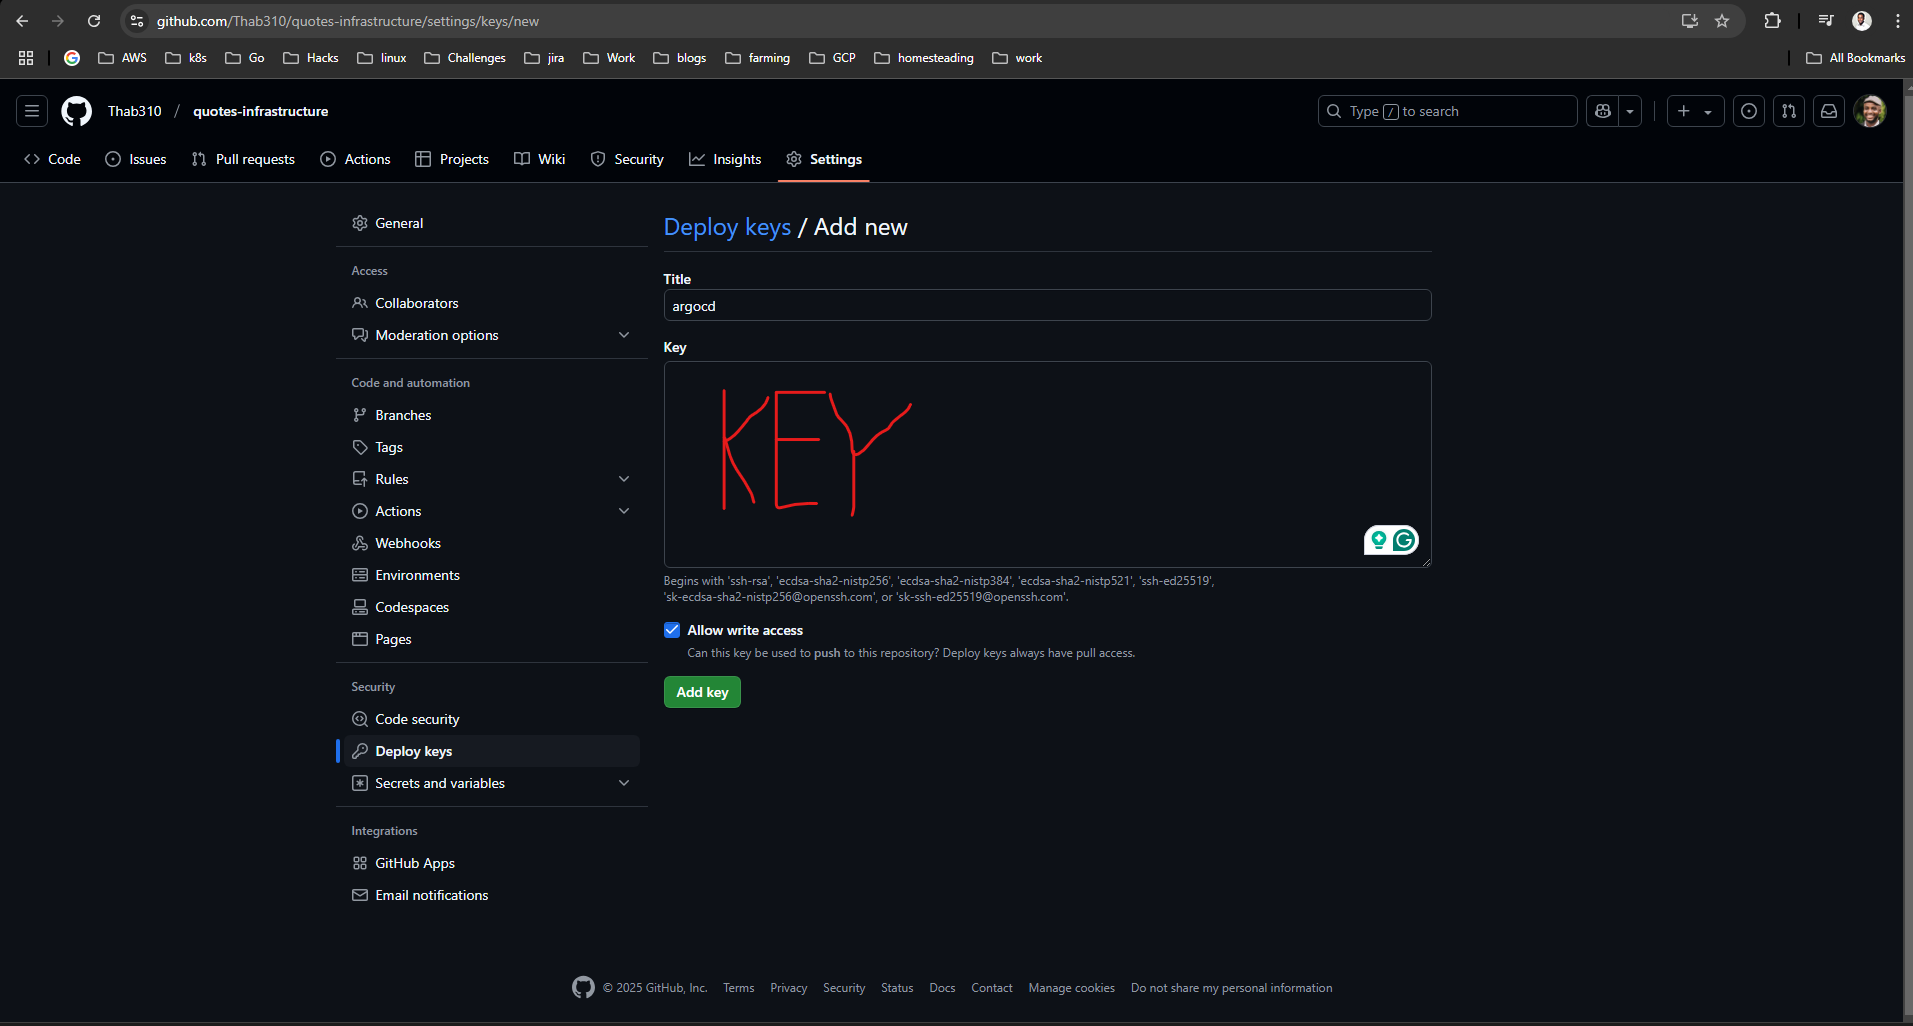 github.com/Thab310/quotes-infrastructure/settings/keys/new
AWS k8s Go Hacks linux Challenges jira Work blogs farming GCP homesteading work All Bookmarks
Thab310 / quotes-infrastructure
Type / to search
Code Issues Pull requests Actions Projects Wiki Security Insights Settings
General
Access
Collaborators
Moderation options
Code and automation
Branches
Tags
Rules
Actions
Webhooks
Environments
Codespaces
Pages
Security
Code security
Deploy keys
Secrets and variables
Integrations
GitHub Apps
Email notifications
Deploy keys / Add new
Title
argocd
Key
KEY
Begins with 'ssh-rsa', 'ecdsa-sha2-nistp256', 'ecdsa-sha2-nistp384', 'ecdsa-sha2-nistp521', 'ssh-ed25519',
'sk-ecdsa-sha2-nistp256@openssh.com', or 'sk-ssh-ed25519@openssh.com'.
Allow write access
Can this key be used to push to this repository? Deploy keys always have pull access.
Add key
© 2025 GitHub, Inc. Terms Privacy Security Status Docs Contact Manage cookies Do not share my personal information